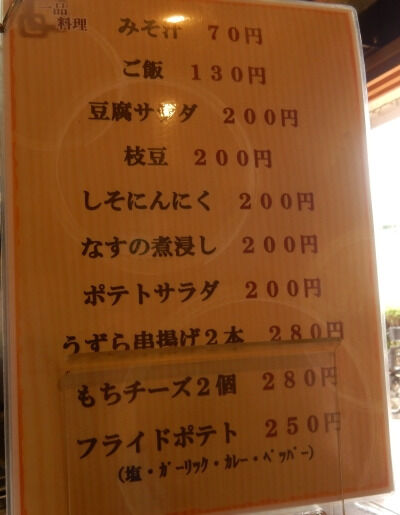 一品
料理
みそ汁 70円
ご飯 130円
豆腐サラダ 200円
枝豆 200円
しそにんにく 200円
なすの煮浸し 200円
ポテトサラダ 200円
うずら串揚げ2本 280円
もちチーズ2個 280円
フライドポテト 250円
(塩・ガーリック・カレー・ペッパー)